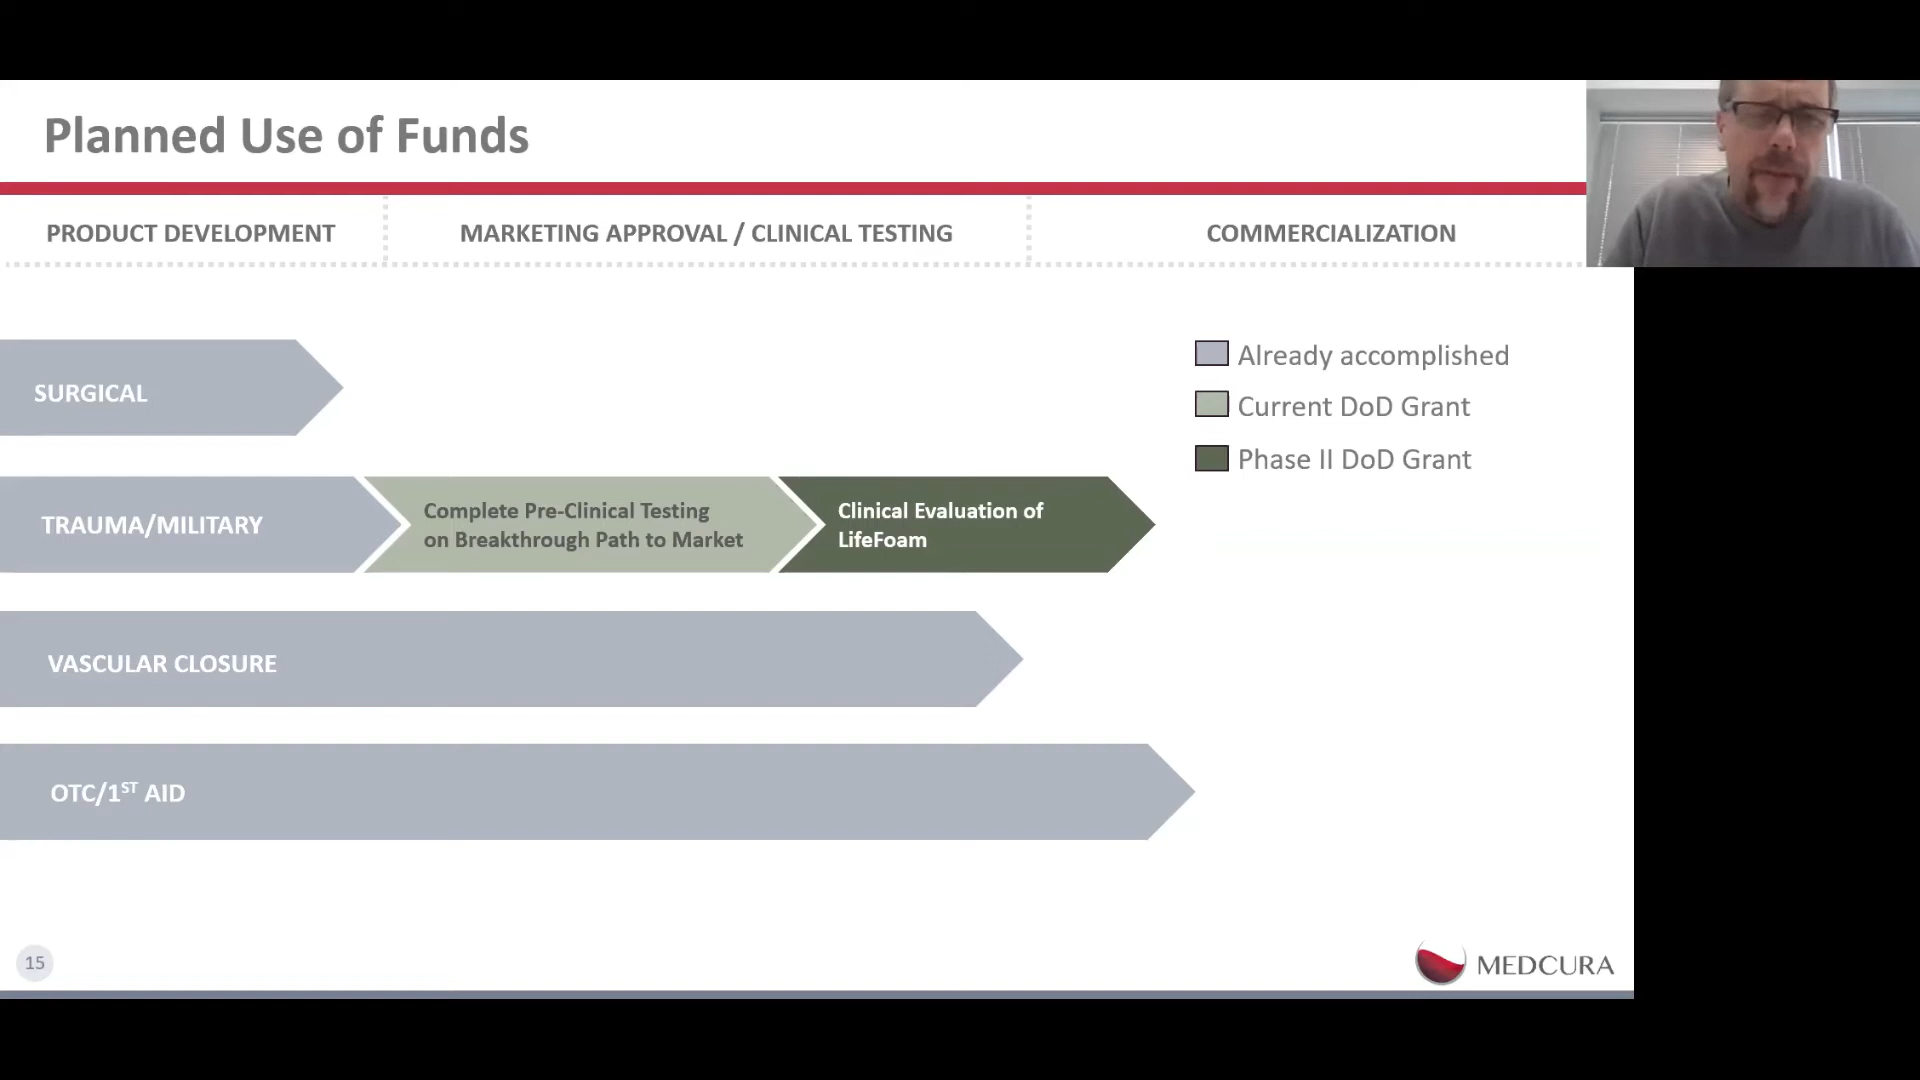 Planned Use of Funds
PRODUCT DEVELOPMENT
MARKETING APPROVAL / CLINICAL TESTING
COMMERCIALIZATION
Already accomplished
Current DoD Grant
Phase II DoD Grant
SURGICAL
TRAUMA/MILITARY
Complete Pre-Clinical Testing
on Breakthrough Path to Market
Clinical Evaluation of
LifeFoam
VASCULAR CLOSURE
OTC/1ST AID
15
MEDCURA